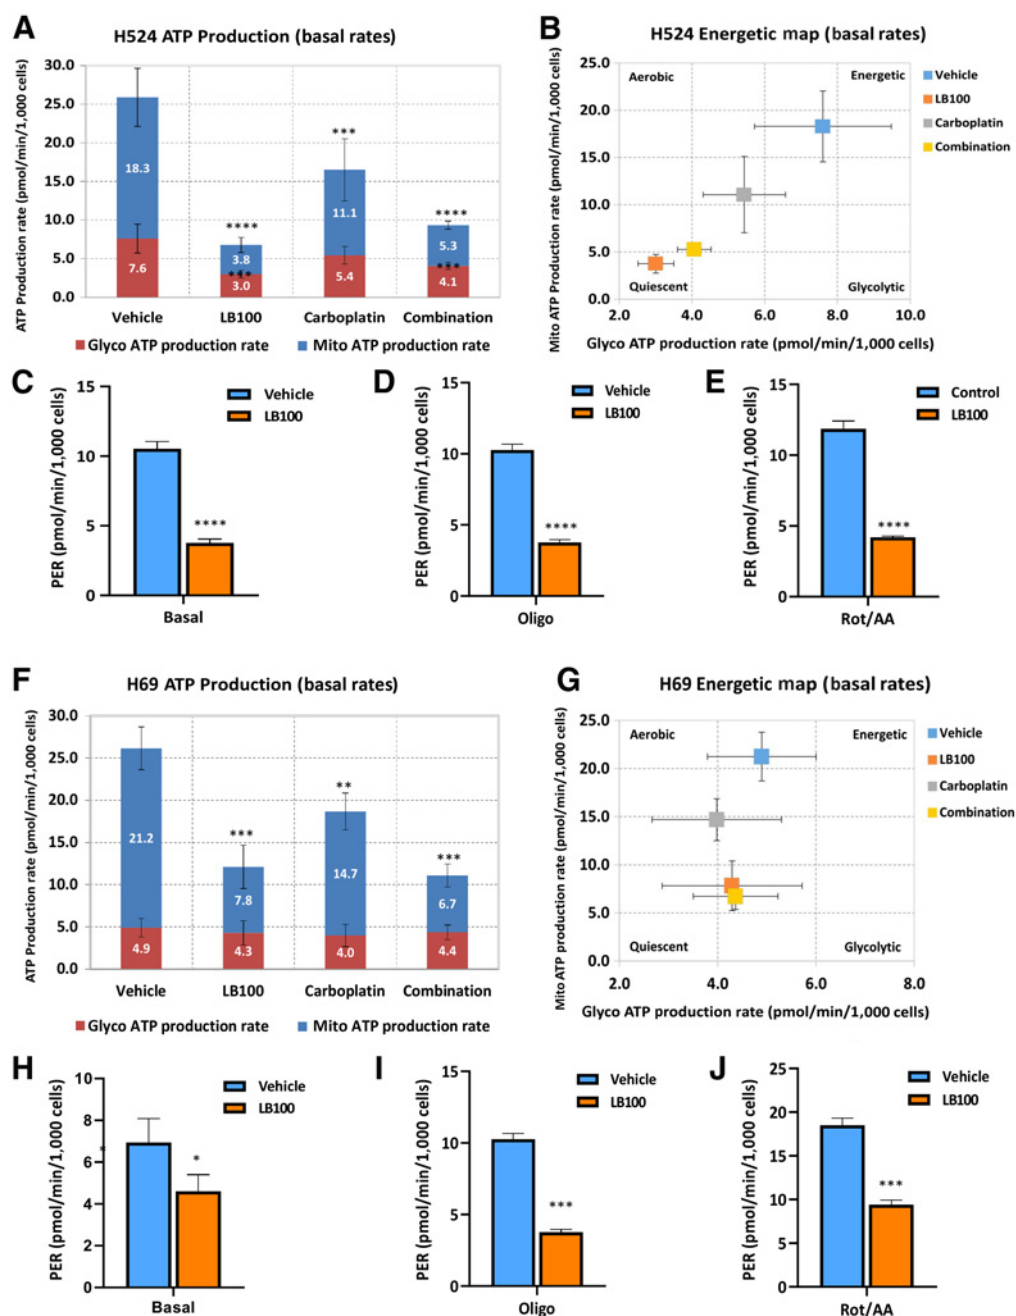 A
H524 ATP Production (basal rates)
ATP Production rate (pmol/min/1,000 cells)
30.0
25.0
20.0
15.0
10.0
5.0
0.0
18.3
7.6
****
3.8
***
3.0
***
11.1
5.4
****
5.3
***
4.1
Vehicle LB100 Carboplatin Combination
Glyco ATP production rate Mito ATP production rate
B
H524 Energetic map (basal rates)
Mito ATP Production rate (pmol/min/1,000 cells)
25.0
20.0
15.0
10.0
5.0
0.0
Aerobic Energetic
Quiescent Glycolytic
2.0 4.0 6.0 8.0 10.0
Glyco ATP production rate (pmol/min/1,000 cells)
Vehicle
LB100
Carboplatin
Combination
C
PER (pmol/min/1,000 cells)
15
10
5
0
****
Basal
Vehicle
LB100
D
PER (pmol/min/1,000 cells)
15
10
5
0
****
Oligo
Vehicle
LB100
E
PER (pmol/min/1,000 cells)
15
10
5
0
****
Rot/AA
Control
LB100
F
H69 ATP Production (basal rates)
ATP Production rate (pmol/min/1,000 cells)
30.0
25.0
20.0
15.0
10.0
5.0
0.0
21.2
4.9
***
7.8
4.3
**
14.7
4.0
***
6.7
4.4
Vehicle LB100 Carboplatin Combination
Glyco ATP production rate Mito ATP production rate
G
H69 Energetic map (basal rates)
Mito ATP production rate (pmol/min/1,000 cells)
25.0
20.0
15.0
10.0
5.0
0.0
Aerobic Energetic
Quiescent Glycolytic
2.0 4.0 6.0 8.0
Glyco ATP production rate (pmol/min/1,000 cells)
Vehicle
LB100
Carboplatin
Combination
H
PER (pmol/min/1,000 cells)
10
8
6
4
2
0
*
*
Basal
Vehicle
LB100
I
PER (pmol/min/1,000 cells)
15
10
5
0
***
Oligo
Vehicle
LB100
J
PER (pmol/min/1,000 cells)
25
20
15
10
5
0
***
Rot/AA
Vehicle
LB100